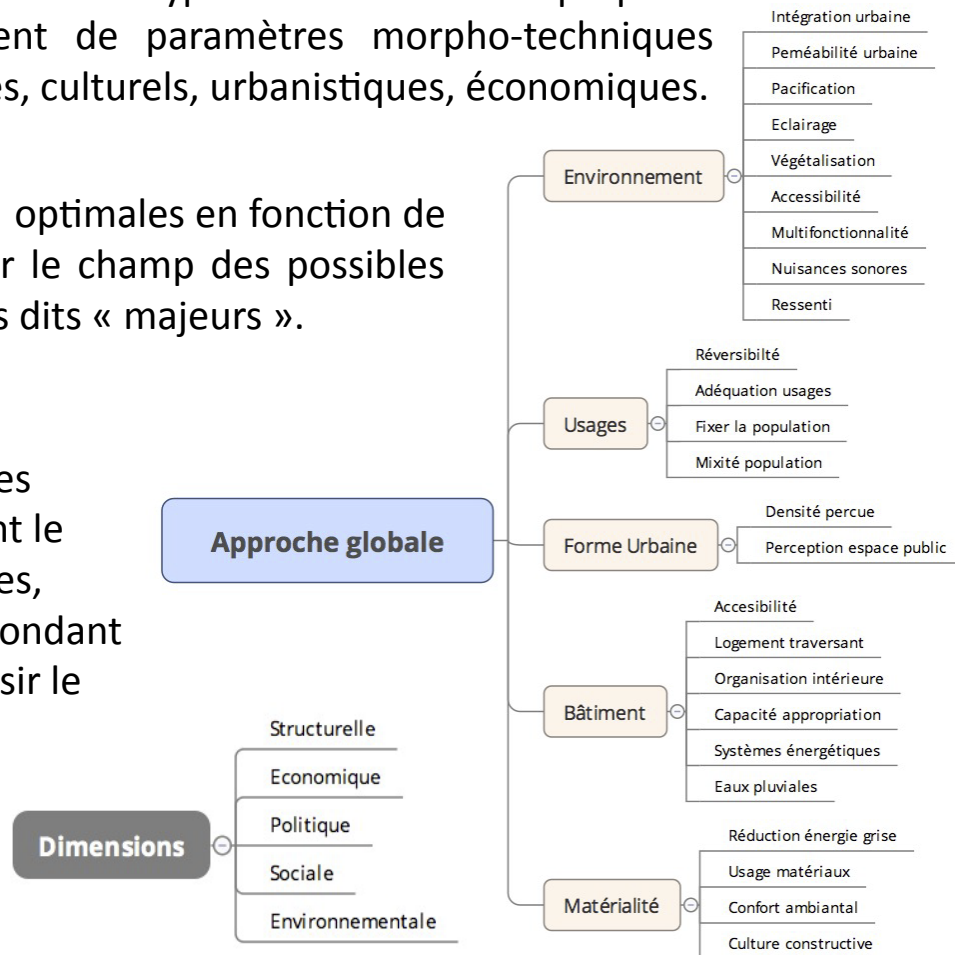 ent de paramètres morpho-techniques
es, culturels, urbanistiques, économiques.
optimales en fonction de
r le champ des possibles
s dits « majeurs ».
es
nt le
es,
ondant
sir le
Approche globale
Environnement
Intégration urbaine
Peméabilité urbaine
Pacification
Eclairage
Végétalisation
Accessibilité
Multifonctionnalité
Nuisances sonores
Ressenti
Usages
Réversibilté
Adéquation usages
Fixer la population
Mixité population
Forme Urbaine
Densité percue
Perception espace public
Bâtiment
Accesibilité
Logement traversant
Organisation intérieure
Capacité appropriation
Systèmes énergétiques
Eaux pluviales
Matérialité
Réduction énergie grise
Usage matériaux
Confort ambiantal
Culture constructive
Dimensions
Structurelle
Economique
Politique
Sociale
Environnementale